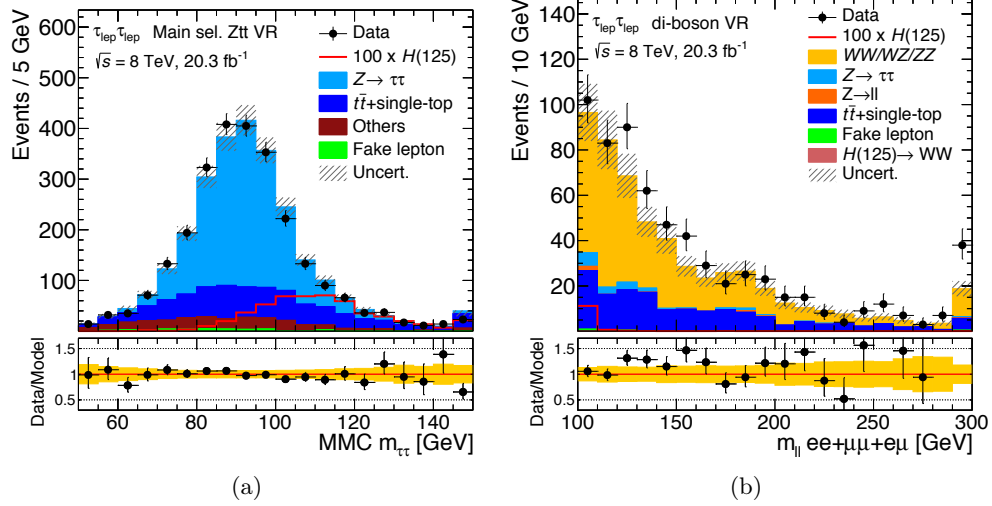 Events / 5 GeV
600
500
400
300
200
100
τlepτlep Main sel. Ztt VR
√s = 8 TeV, 20.3 fb-1
Data
100 x H(125)
Z→ ττ
tt̄+single-top
Others
Fake lepton
Uncert.
Data/Model
1.5
1
0.5
60 80 100 120 140
MMC mττ [GeV]
(a)
Events / 10 GeV
160
140
120
100
80
60
40
20
τlepτlep di-boson VR
√s = 8 TeV, 20.3 fb-1
Data
100 x H(125)
WW/WZ/ZZ
Z→ ττ
Z→ll
tt̄+single-top
Fake lepton
H(125)→ WW
Uncert.
Data/Model
1.5
1
0.5
100 150 200 250 300
mll ee+μμ+eμ [GeV]
(b)